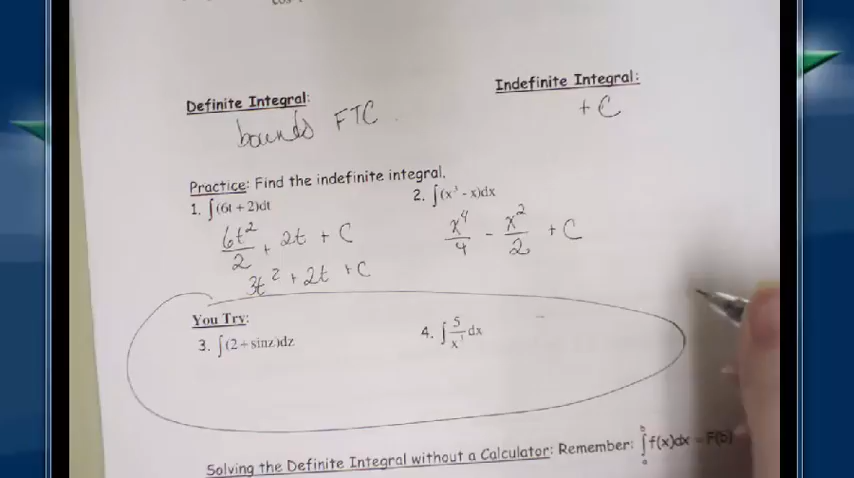 Definite Integral:
Indefinite Integral:
bounds FTC
+ C
Practice: Find the indefinite integral.
1. ∫(6t + 2)dt
2. ∫(x³ - x)dx
6t²/2 + 2t + C
x⁴/4 - x²/2 + C
3t² + 2t + C
You Try:
3. ∫(2 + sinz)dz
4. ∫ 5/x³ dx
Solving the Definite Integral without a Calculator: Remember: ∫ₐᵇ f(x)dx = F(b)